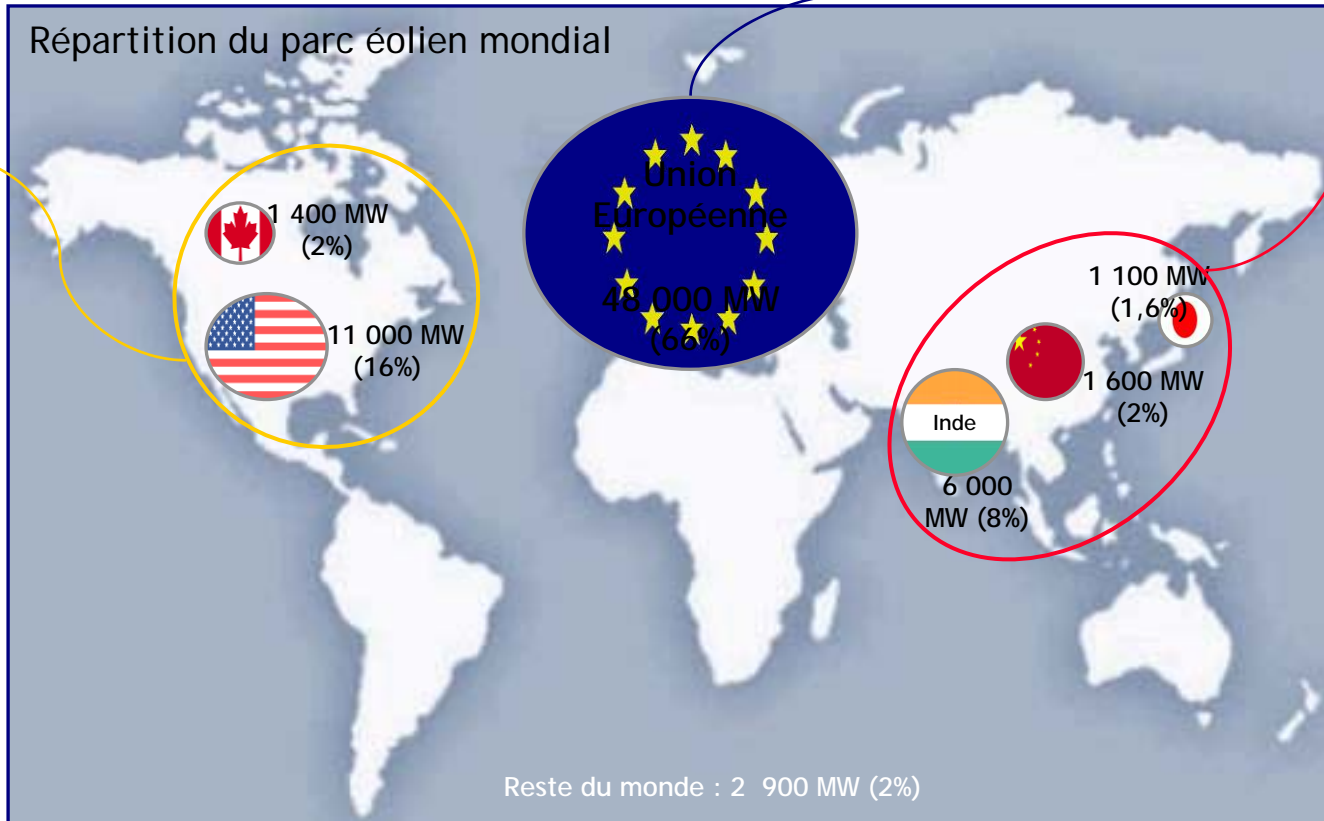 Répartition du parc éolien mondial
1 400 MW
(2%)
11 000 MW
(16%)
Union
Européenne
48 000 MW
(66%)
1 100 MW
(1,6%)
1 600 MW
(2%)
Inde
6 000
MW (8%)
Reste du monde : 2 900 MW (2%)